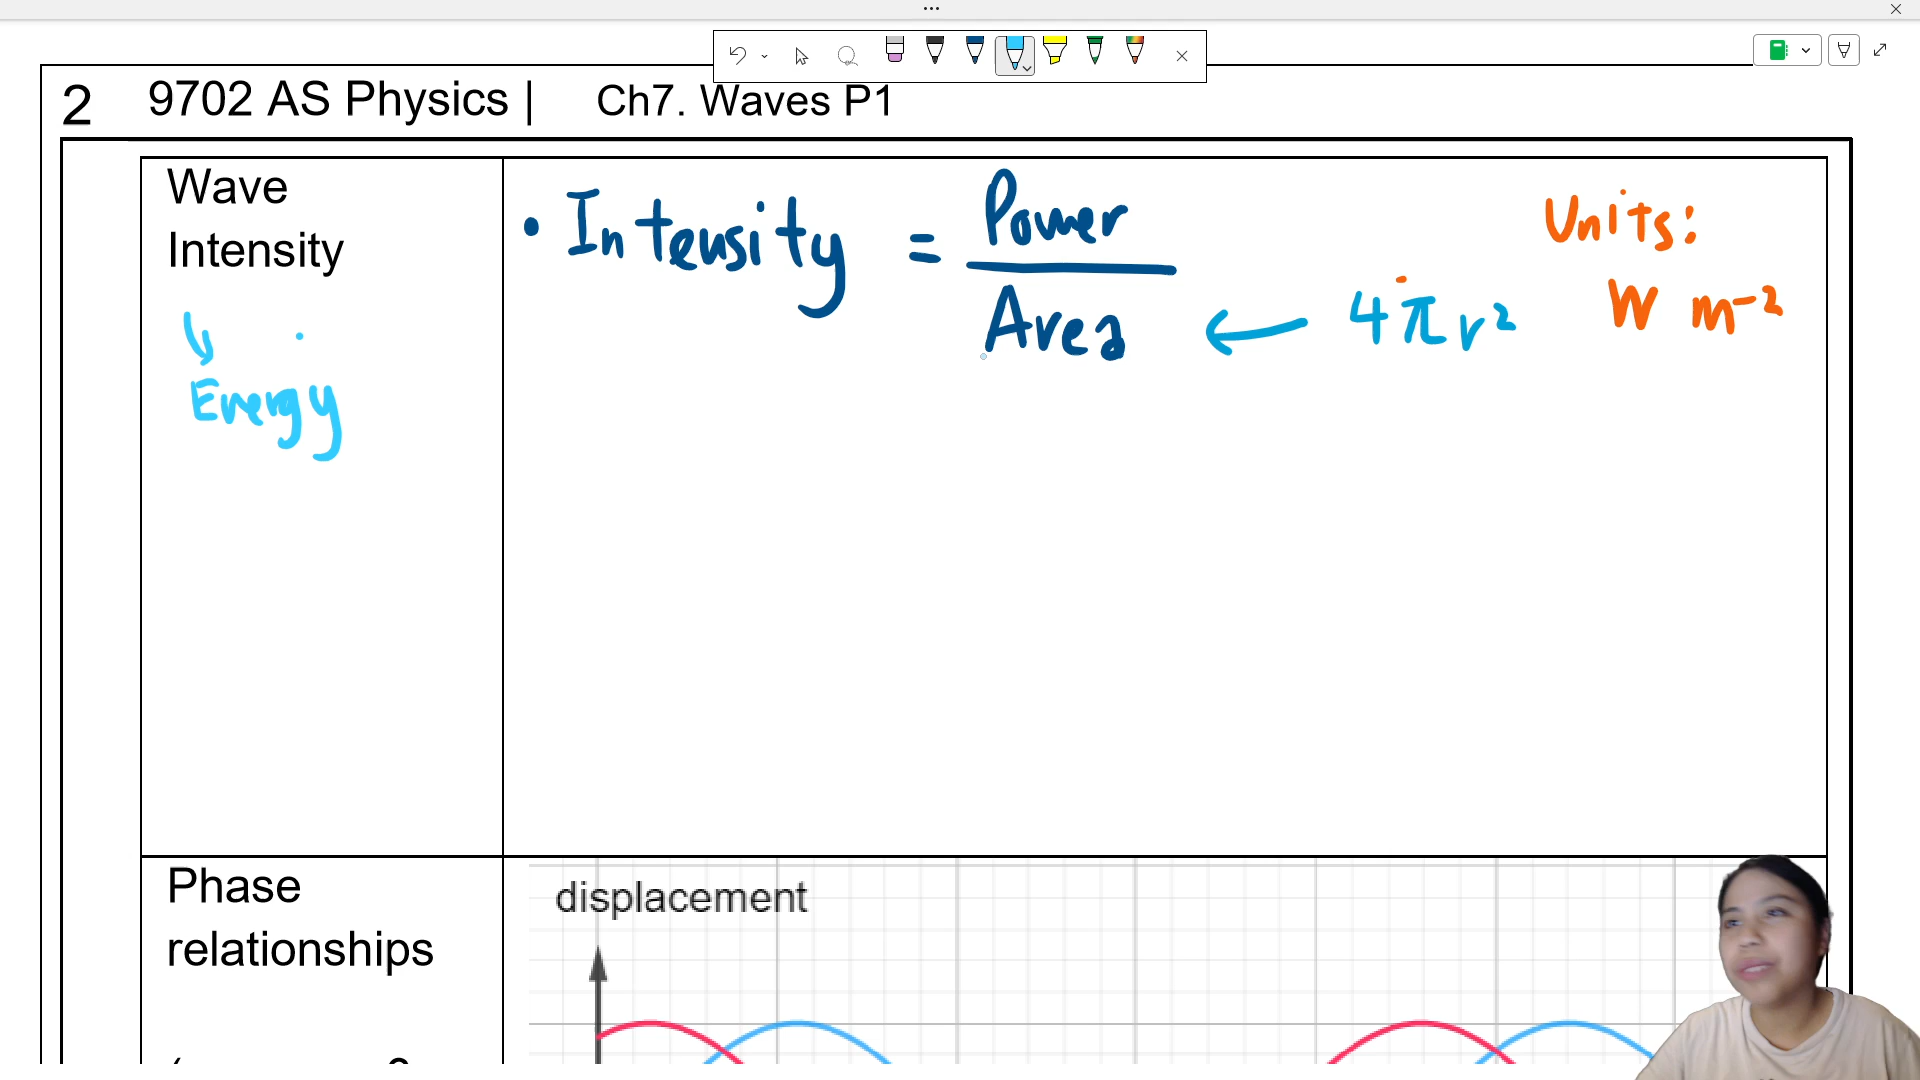 2 9702 AS Physics | Ch7. Waves P1
Wave
Intensity
Energy
• Intensity = Power
Area ← 4πr²
Units:
W m⁻²
Phase
relationships
displacement